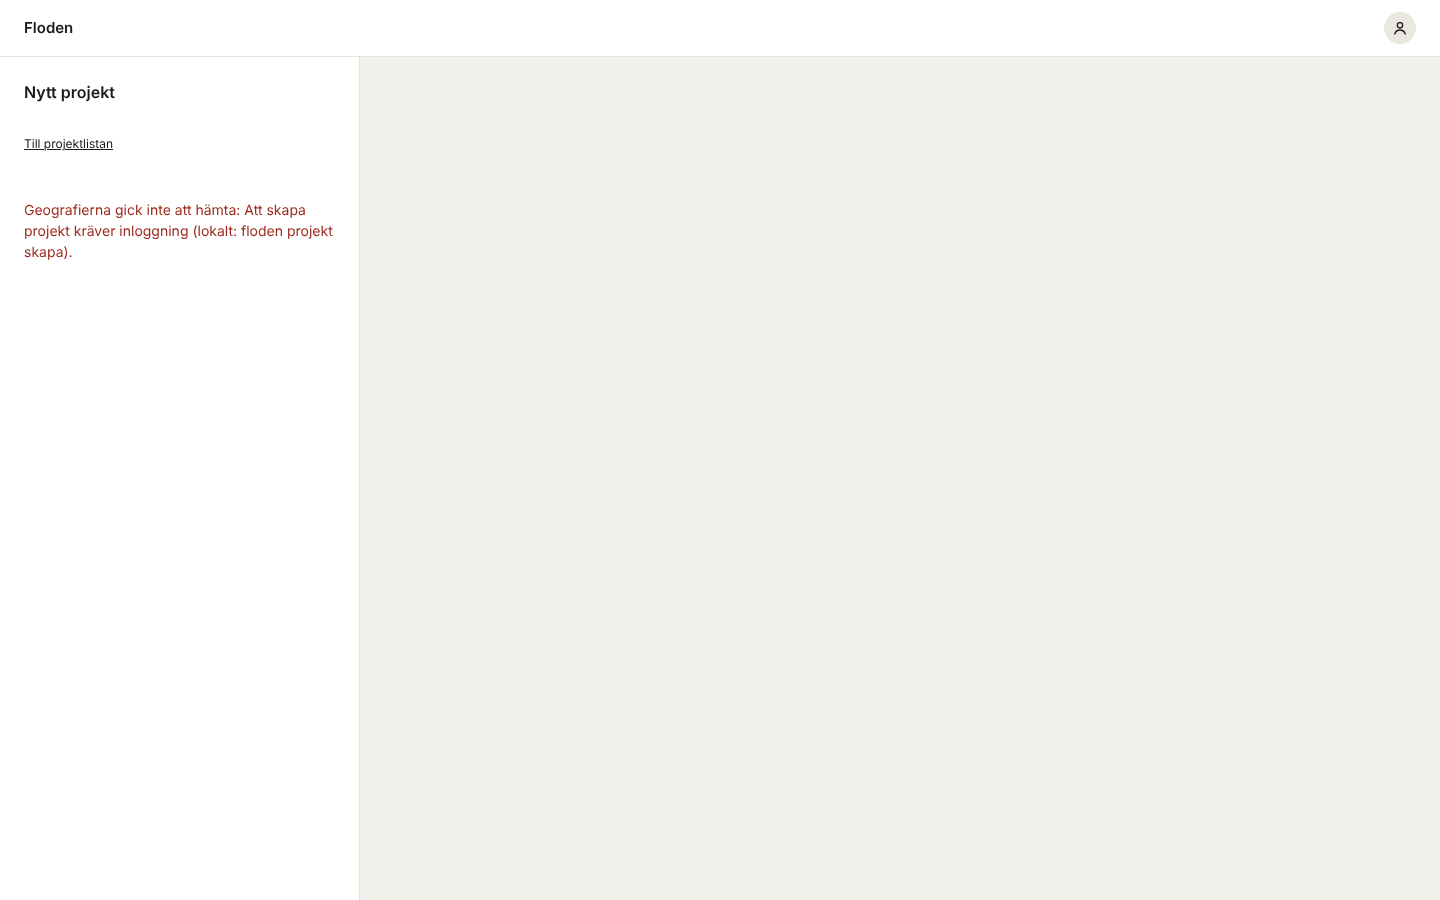 Floden
Nytt projekt
Till projektlistan
Geografierna gick inte att hämta: Att skapa
projekt kräver inloggning (lokalt: floden projekt
skapa).